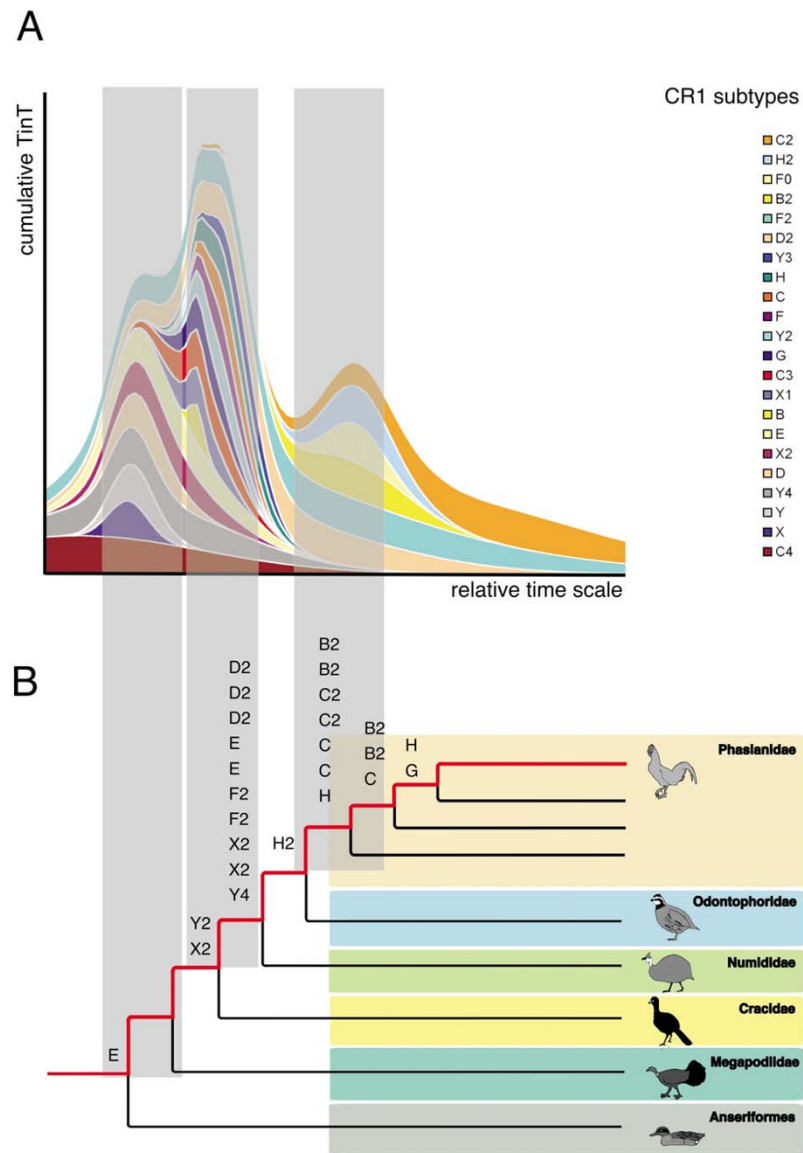 A
cumulative TinT
relative time scale
CR1 subtypes
C2
H2
F0
B2
F2
D2
Y3
H
C
F
Y2
G
C3
X1
B
E
X2
D
Y4
Y
X
C4
B
E
Y2
X2
D2
D2
D2
E
E
F2
F2
X2
X2
Y4
H2
B2
B2
C2
C2
C
C
H
B2
B2
C
H
G
Phasianidae
Odontophoridae
Numididae
Cracidae
Megapodiidae
Anseriformes